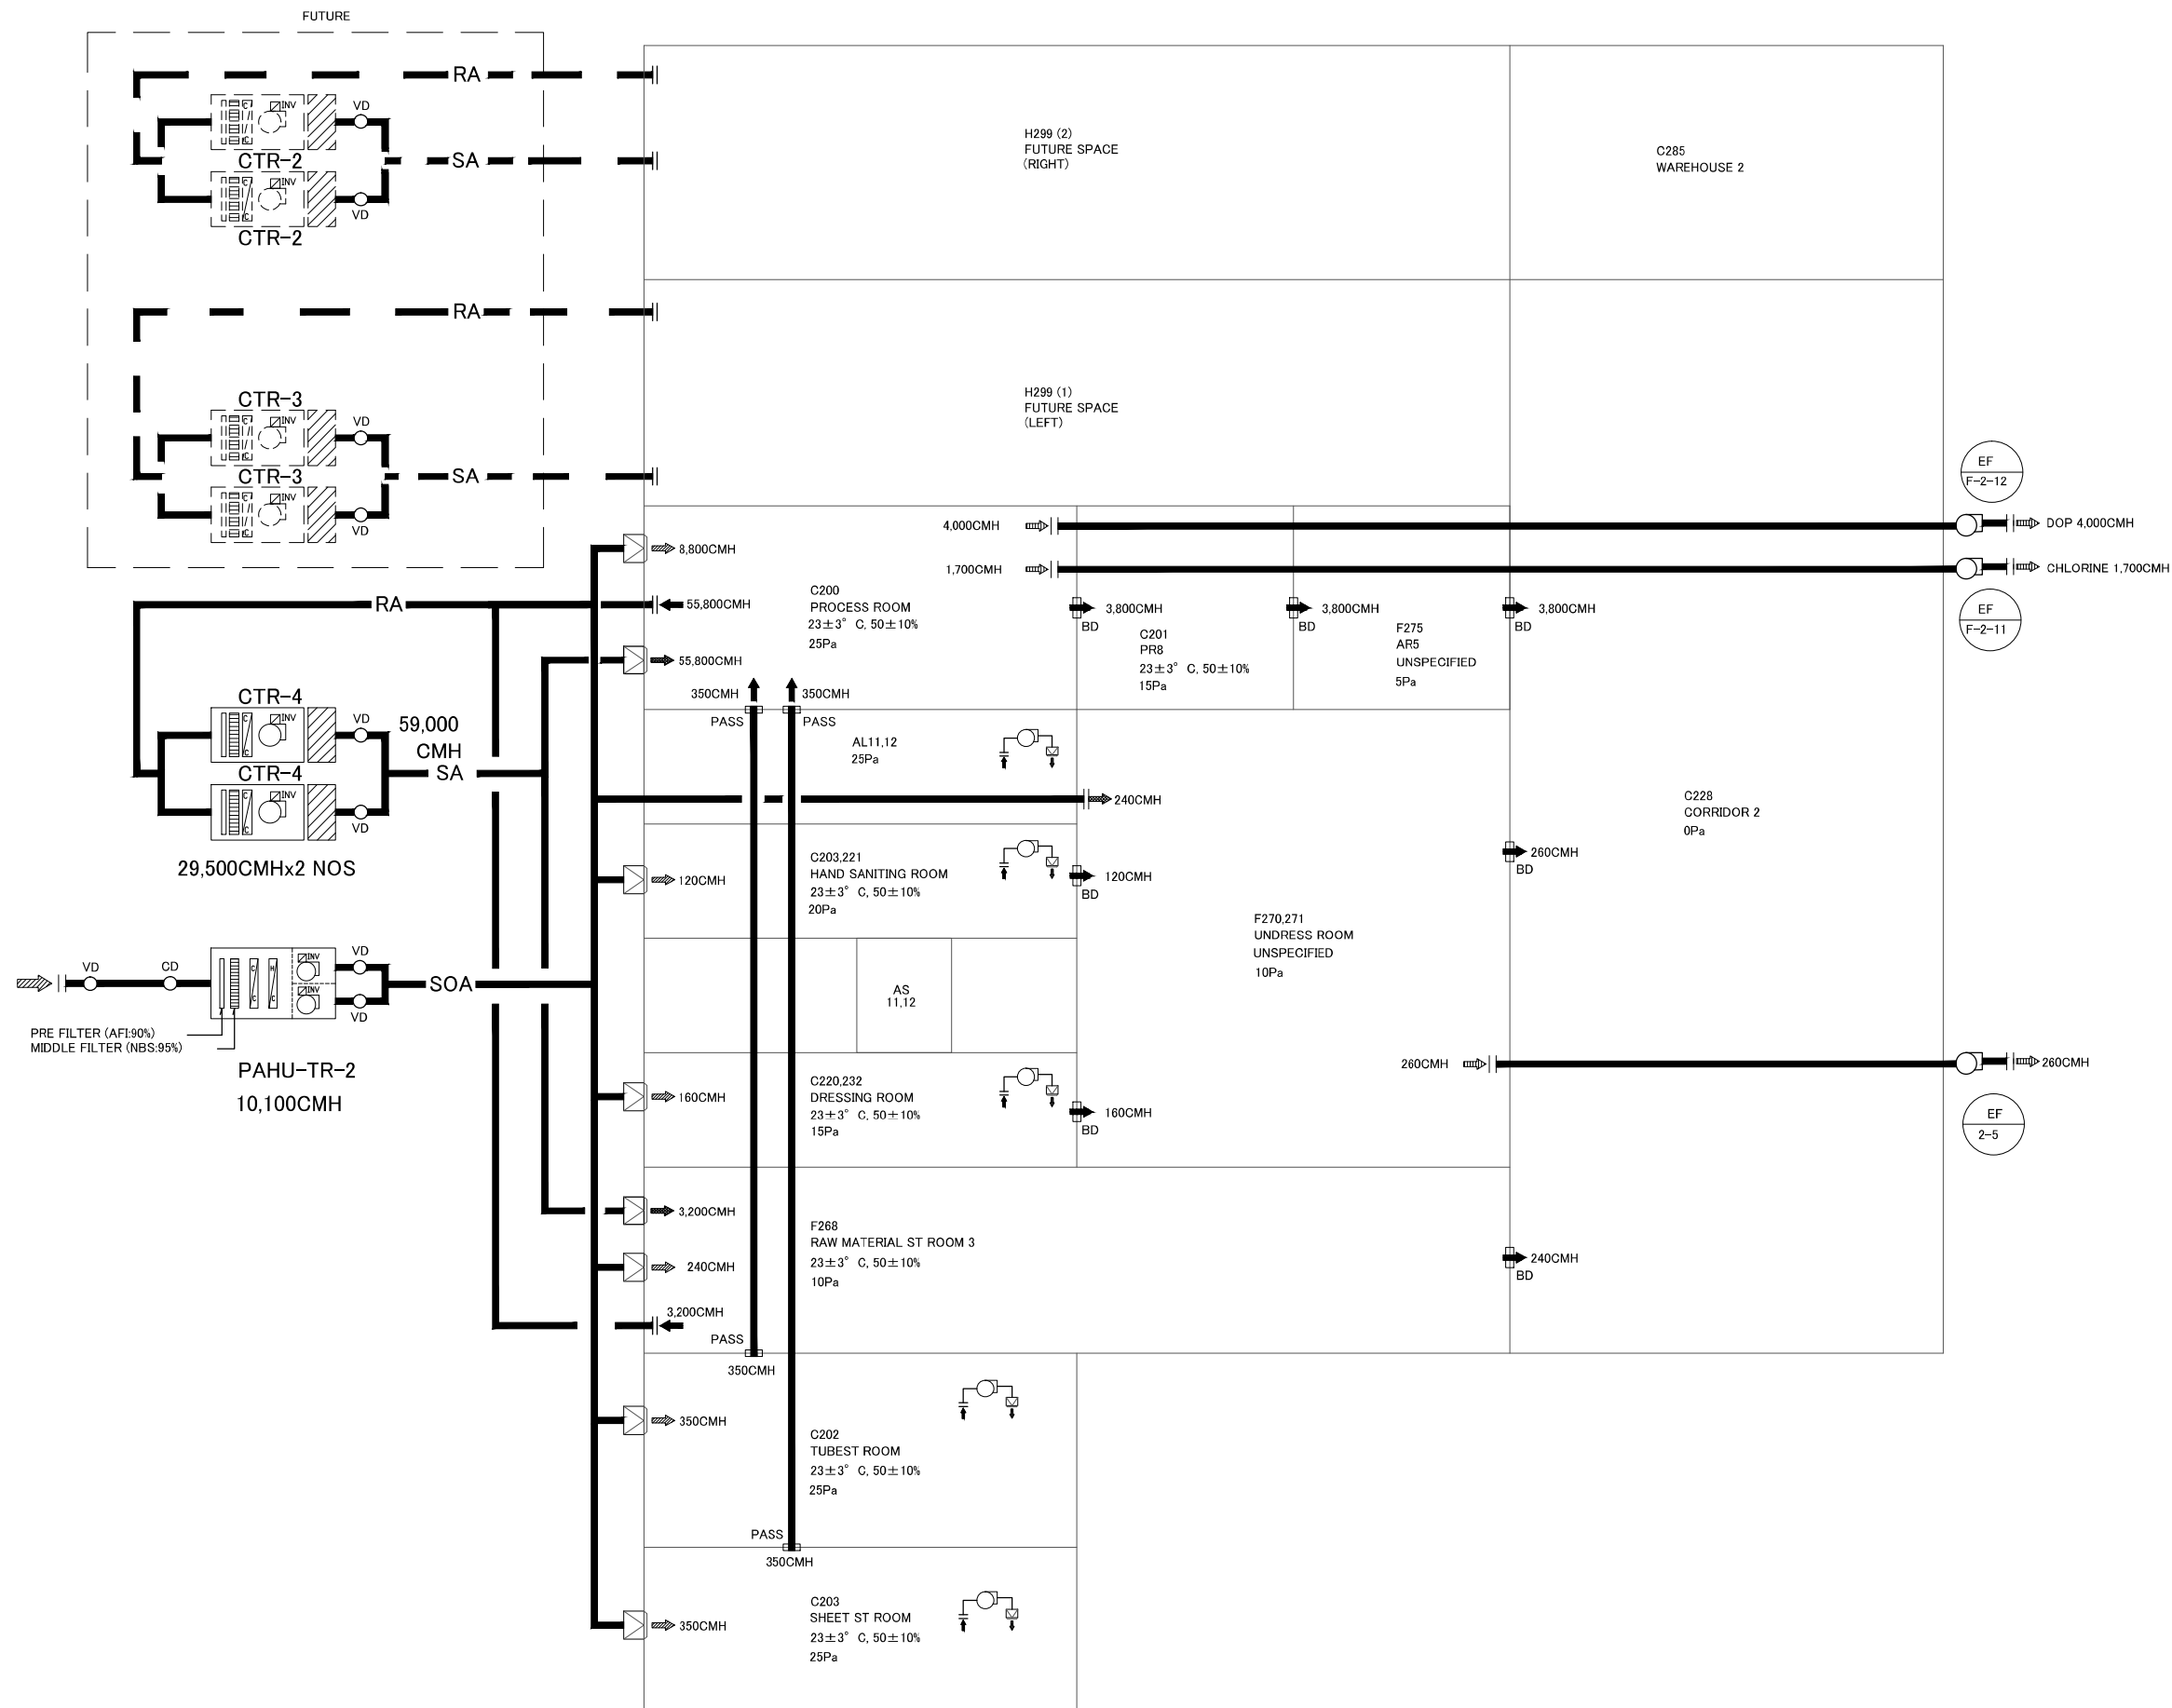 FUTURE
RA
INV
VD
C
C
CTR-2
SA
INV
C
C
CTR-2
VD
H299 (2)
FUTURE SPACE
(RIGHT)
C285
WAREHOUSE 2
RA
CTR-3
VD
INV
C
C
CTR-3
SA
INV
C
C
VD
H299 (1)
FUTURE SPACE
(LEFT)
EF
F-2-12
4,000CMH
DOP 4,000CMH
8,800CMH
1,700CMH
CHLORINE 1,700CMH
RA
55,800CMH
C200
PROCESS ROOM
23±3° C, 50±10%
25Pa
3,800CMH
BD
C201
PR8
23±3° C, 50±10%
15Pa
3,800CMH
BD
F275
AR5
UNSPECIFIED
5Pa
3,800CMH
BD
EF
F-2-11
55,800CMH
350CMH
350CMH
PASS
PASS
CTR-4
INV
C
C
VD
59,000
CMH
SA
CTR-4
INV
C
C
VD
29,500CMHx2 NOS
AL11,12
25Pa
240CMH
C228
CORRIDOR 2
0Pa
120CMH
C203,221
HAND SANITING ROOM
23±3° C, 50±10%
20Pa
120CMH
BD
260CMH
BD
F270,271
UNDRESS ROOM
UNSPECIFIED
10Pa
VD
CD
C
C
H
C
INV
INV
VD
VD
SOA
AS
11,12
PRE FILTER (AFI:90%)
MIDDLE FILTER (NBS:95%)
PAHU-TR-2
10,100CMH
260CMH
260CMH
EF
2-5
160CMH
C220,232
DRESSING ROOM
23±3° C, 50±10%
15Pa
160CMH
BD
3,200CMH
F268
RAW MATERIAL ST ROOM 3
23±3° C, 50±10%
10Pa
240CMH
240CMH
BD
3,200CMH
PASS
350CMH
350CMH
C202
TUBEST ROOM
23±3° C, 50±10%
25Pa
PASS
350CMH
350CMH
C203
SHEET ST ROOM
23±3° C, 50±10%
25Pa